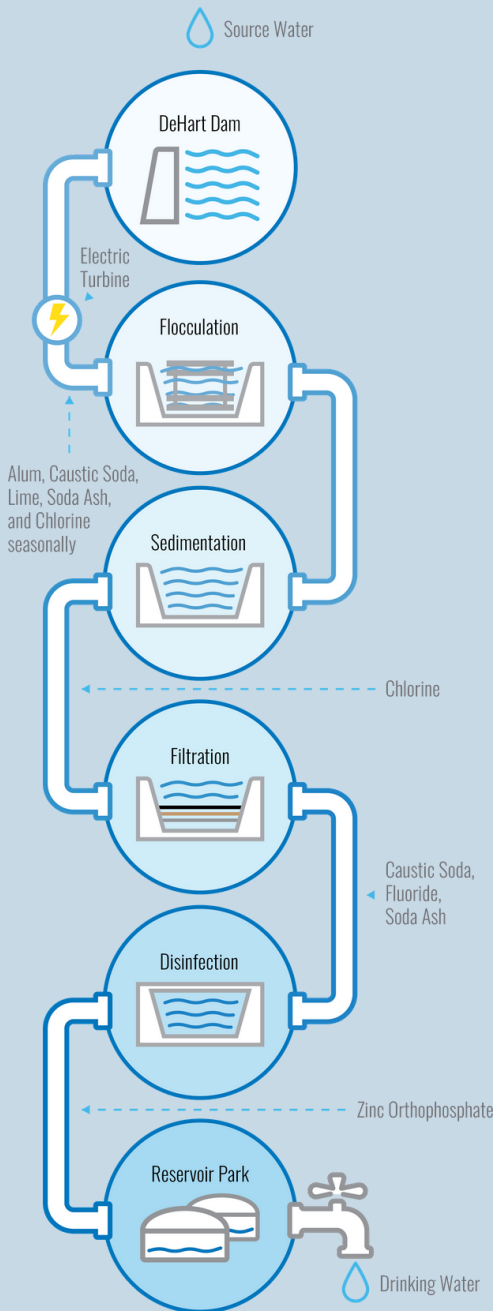 Source Water
DeHart Dam
Electric
Turbine
Flocculation
Alum, Caustic Soda,
Lime, Soda Ash,
and Chlorine
seasonally
Sedimentation
Chlorine
Filtration
Caustic Soda,
Fluoride,
Soda Ash
Disinfection
Zinc Orthophosphate
Reservoir Park
Drinking Water